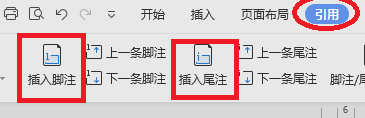 开始 插入 页面布局 引用
插入脚注 上一条脚注 插入尾注 上一条尾注
下一条脚注 下一条尾注 脚注/
6